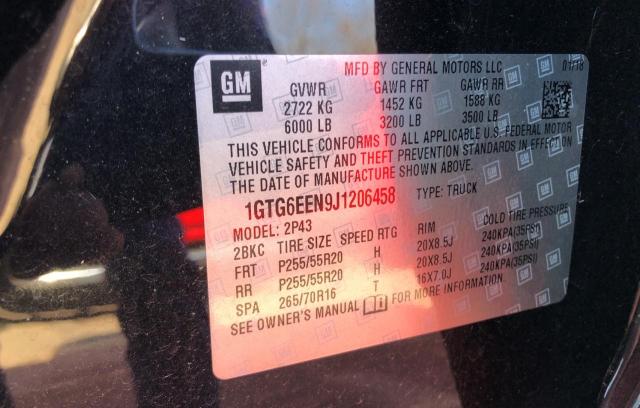 GM
MFD BY GENERAL MOTORS LLC 01/18
GVWR GAWR FRT GAWR RR
2722 KG 1452 KG 1588 KG
6000 LB 3200 LB 3500 LB
THIS VEHICLE CONFORMS TO ALL APPLICABLE U.S. FEDERAL MOTOR
VEHICLE SAFETY AND THEFT PREVENTION STANDARDS IN EFFECT ON
THE DATE OF MANUFACTURE SHOWN ABOVE.
1GTG6EEN9J1206458 TYPE: TRUCK
MODEL: 2P43
2BKC TIRE SIZE SPEED RTG RIM COLD TIRE PRESSURE
FRT P255/55R20 H 20X8.5J 240KPA(35PSI)
RR P255/55R20 H 20X8.5J 240KPA(35PSI)
SPA 265/70R16 T 16X7.0J 240KPA(35PSI)
SEE OWNER'S MANUAL FOR MORE INFORMATION.